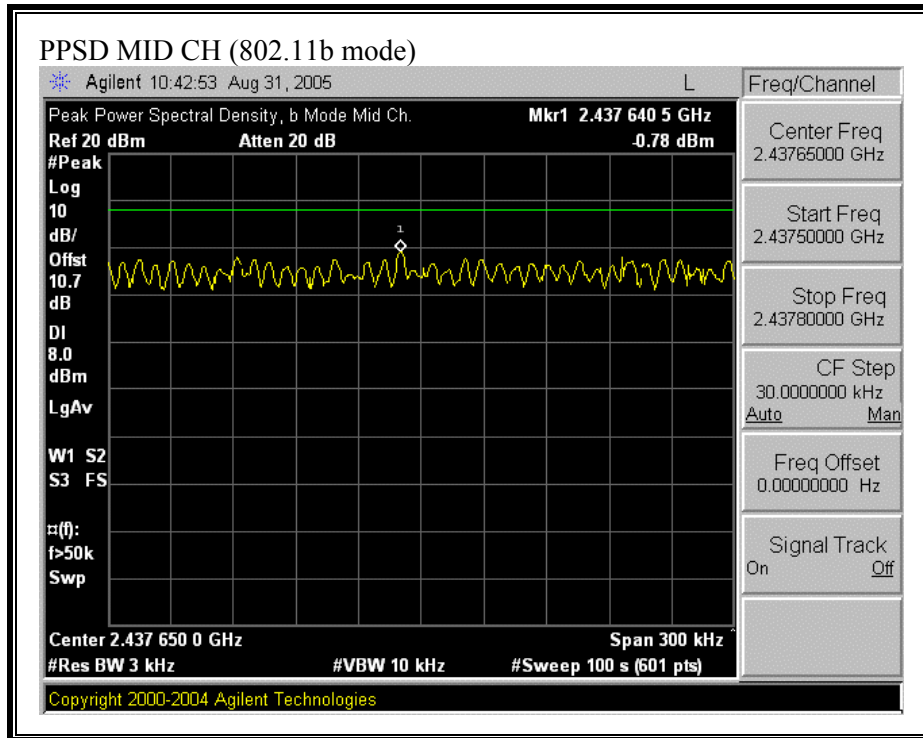 PPSD MID CH (802.11b mode)
Agilent 10:42:53 Aug 31, 2005 L
Peak Power Spectral Density, b Mode Mid Ch. Mkr1 2.437 640 5 GHz
Ref 20 dBm Atten 20 dB -0.78 dBm
#Peak
Log
10
dB/
Offst
10.7
dB
DI
8.0
dBm
LgAv
W1 S2
S3 FS
¤(f):
f>50k
Swp
1
Center 2.437 650 0 GHz Span 300 kHz
#Res BW 3 kHz #VBW 10 kHz #Sweep 100 s (601 pts)
Copyright 2000-2004 Agilent Technologies
Freq/Channel
Center Freq
2.43765000 GHz
Start Freq
2.43750000 GHz
Stop Freq
2.43780000 GHz
CF Step
30.0000000 kHz
Auto Man
Freq Offset
0.00000000 Hz
Signal Track
On Off